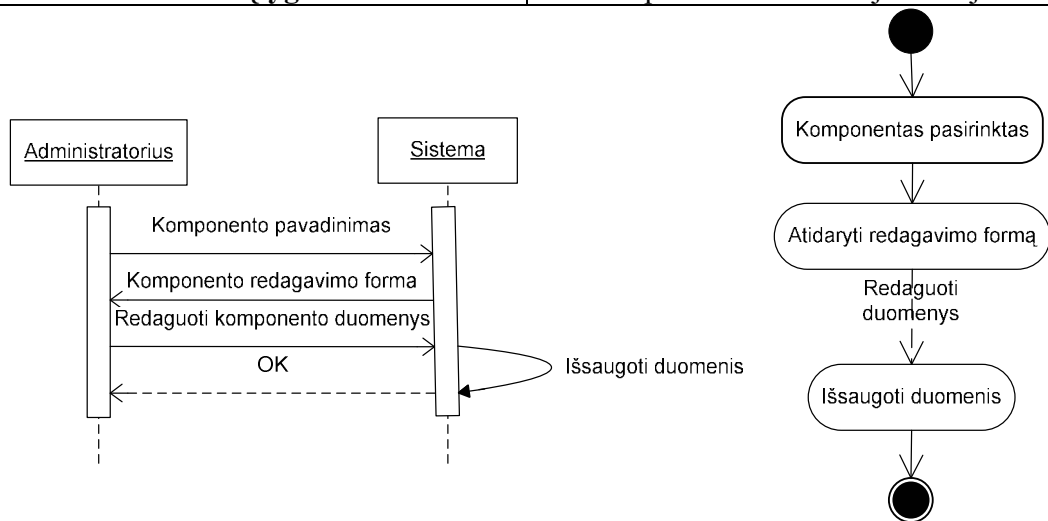 Administratorius
Sistema
Komponento pavadinimas
Komponento redagavimo forma
Redaguoti komponento duomenys
OK
Išsaugoti duomenis
Komponentas pasirinktas
Atidaryti redagavimo formą
Redaguoti
duomenys
Išsaugoti duomenis